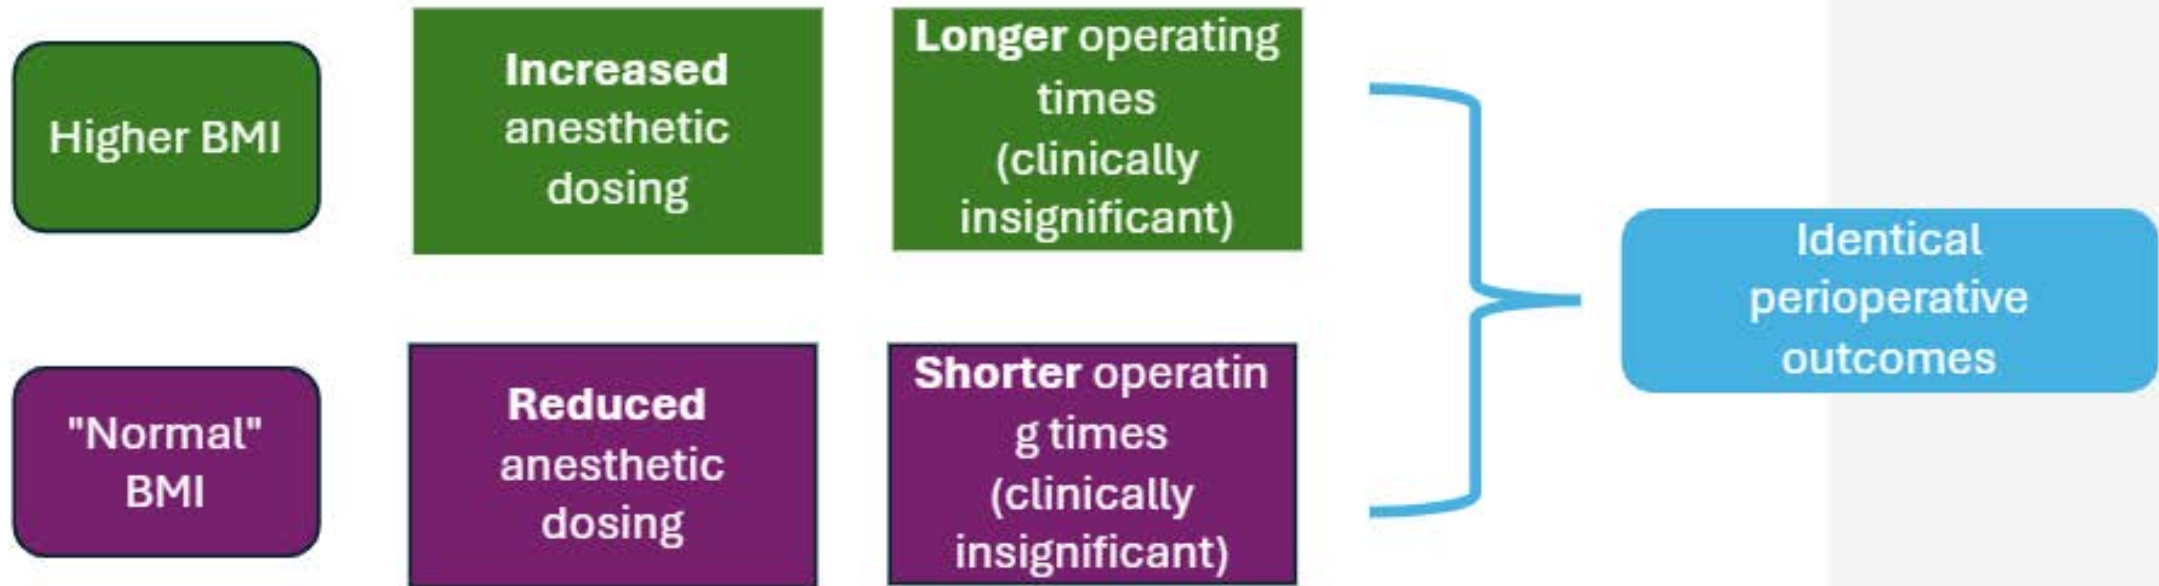 Higher BMI
Increased
anesthetic
dosing
Longer operating
times
(clinically
insignificant)
"Normal"
BMI
Reduced
anesthetic
dosing
Shorter operatin
g times
(clinically
insignificant)
Identical
perioperative
outcomes